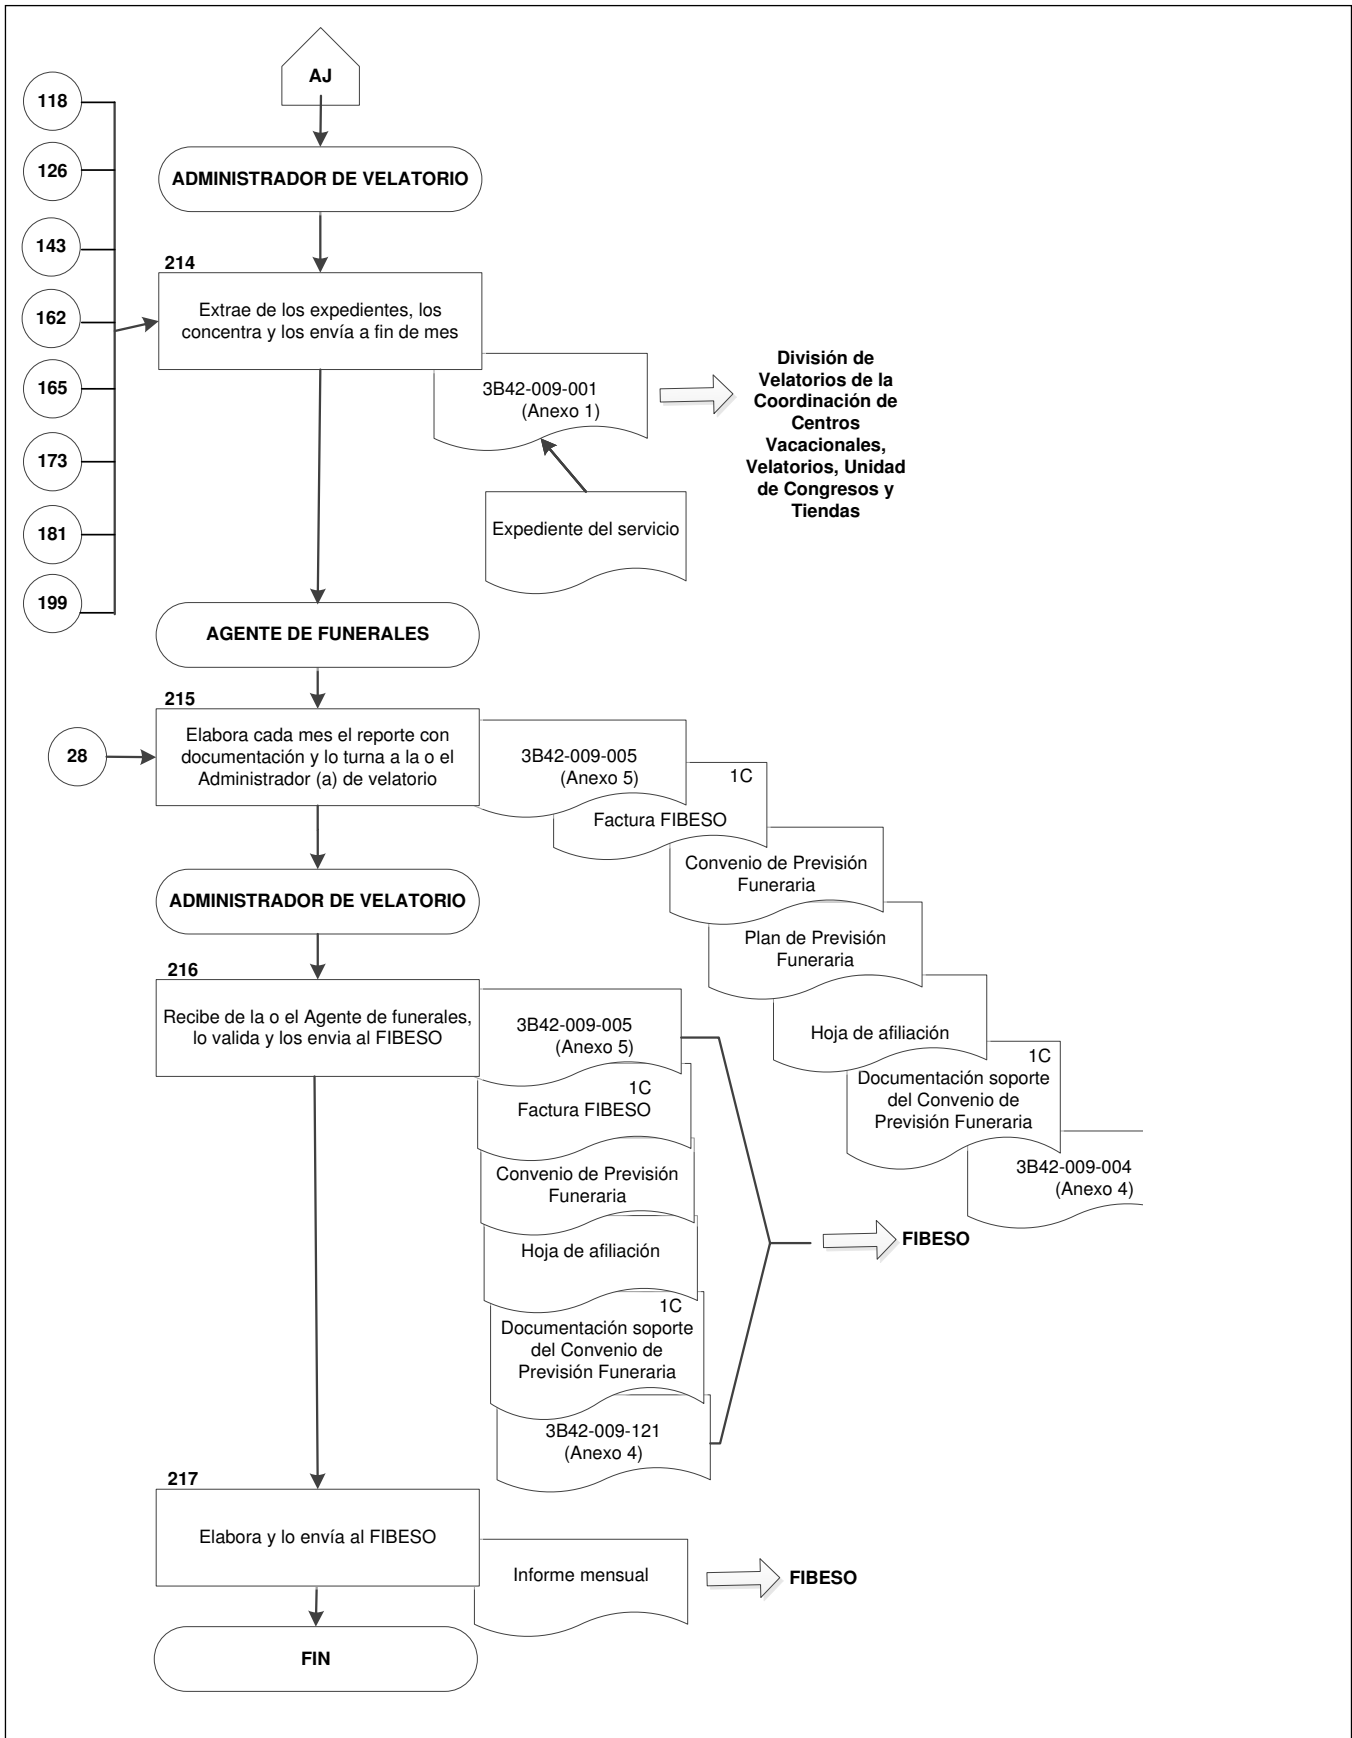 AJ
118
126
143
162
165
173
181
199
ADMINISTRADOR DE VELATORIO
214
Extrae de los expedientes, los
concentra y los envía a fin de mes
3B42-009-001
(Anexo 1)
División de
Velatorios de la
Coordinación de
Centros
Vacacionales,
Velatorios, Unidad
de Congresos y
Tiendas
Expediente del servicio
AGENTE DE FUNERALES
215
28
Elabora cada mes el reporte con
documentación y lo turna a la o el
Administrador (a) de velatorio
3B42-009-005
(Anexo 5)
1C
Factura FIBESO
Convenio de Previsión
Funeraria
Plan de Previsión
Funeraria
Hoja de afiliación
1C
Documentación soporte
del Convenio de
Previsión Funeraria
3B42-009-004
(Anexo 4)
ADMINISTRADOR DE VELATORIO
216
Recibe de la o el Agente de funerales,
lo valida y los envia al FIBESO
3B42-009-005
(Anexo 5)
1C
Factura FIBESO
Convenio de Previsión
Funeraria
Hoja de afiliación
1C
Documentación soporte
del Convenio de
Previsión Funeraria
3B42-009-121
(Anexo 4)
FIBESO
217
Elabora y lo envía al FIBESO
Informe mensual
FIBESO
FIN